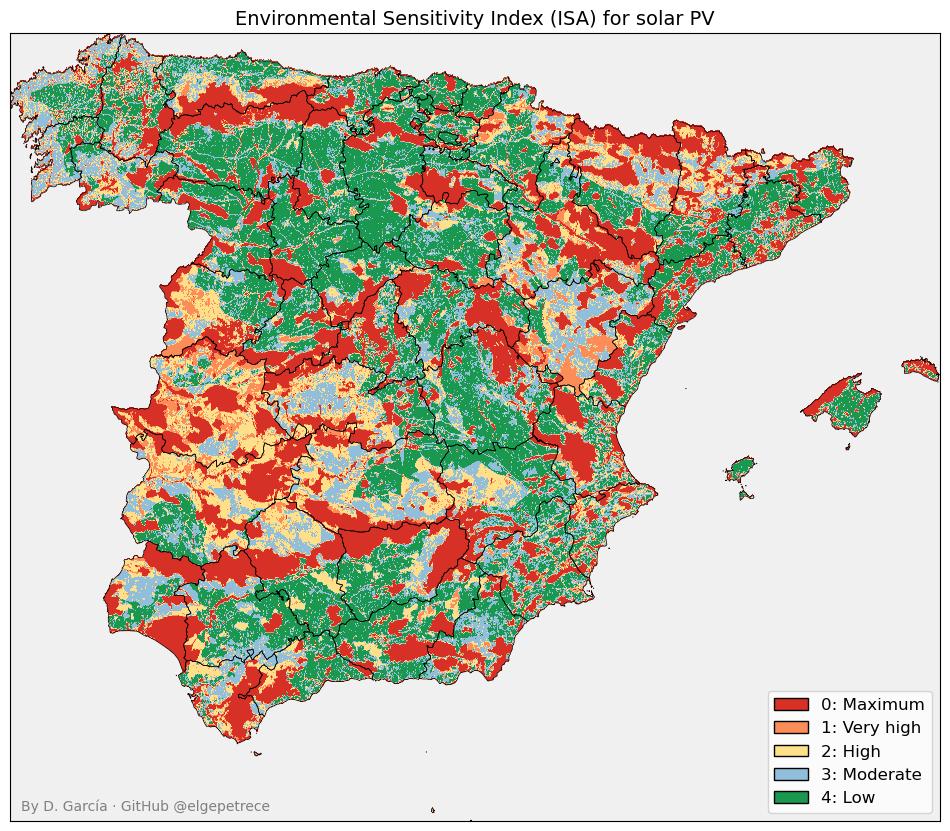 Environmental Sensitivity Index (ISA) for solar PV
0: Maximum
1: Very high
2: High
3: Moderate
4: Low
By D. García · GitHub @elgepetrece